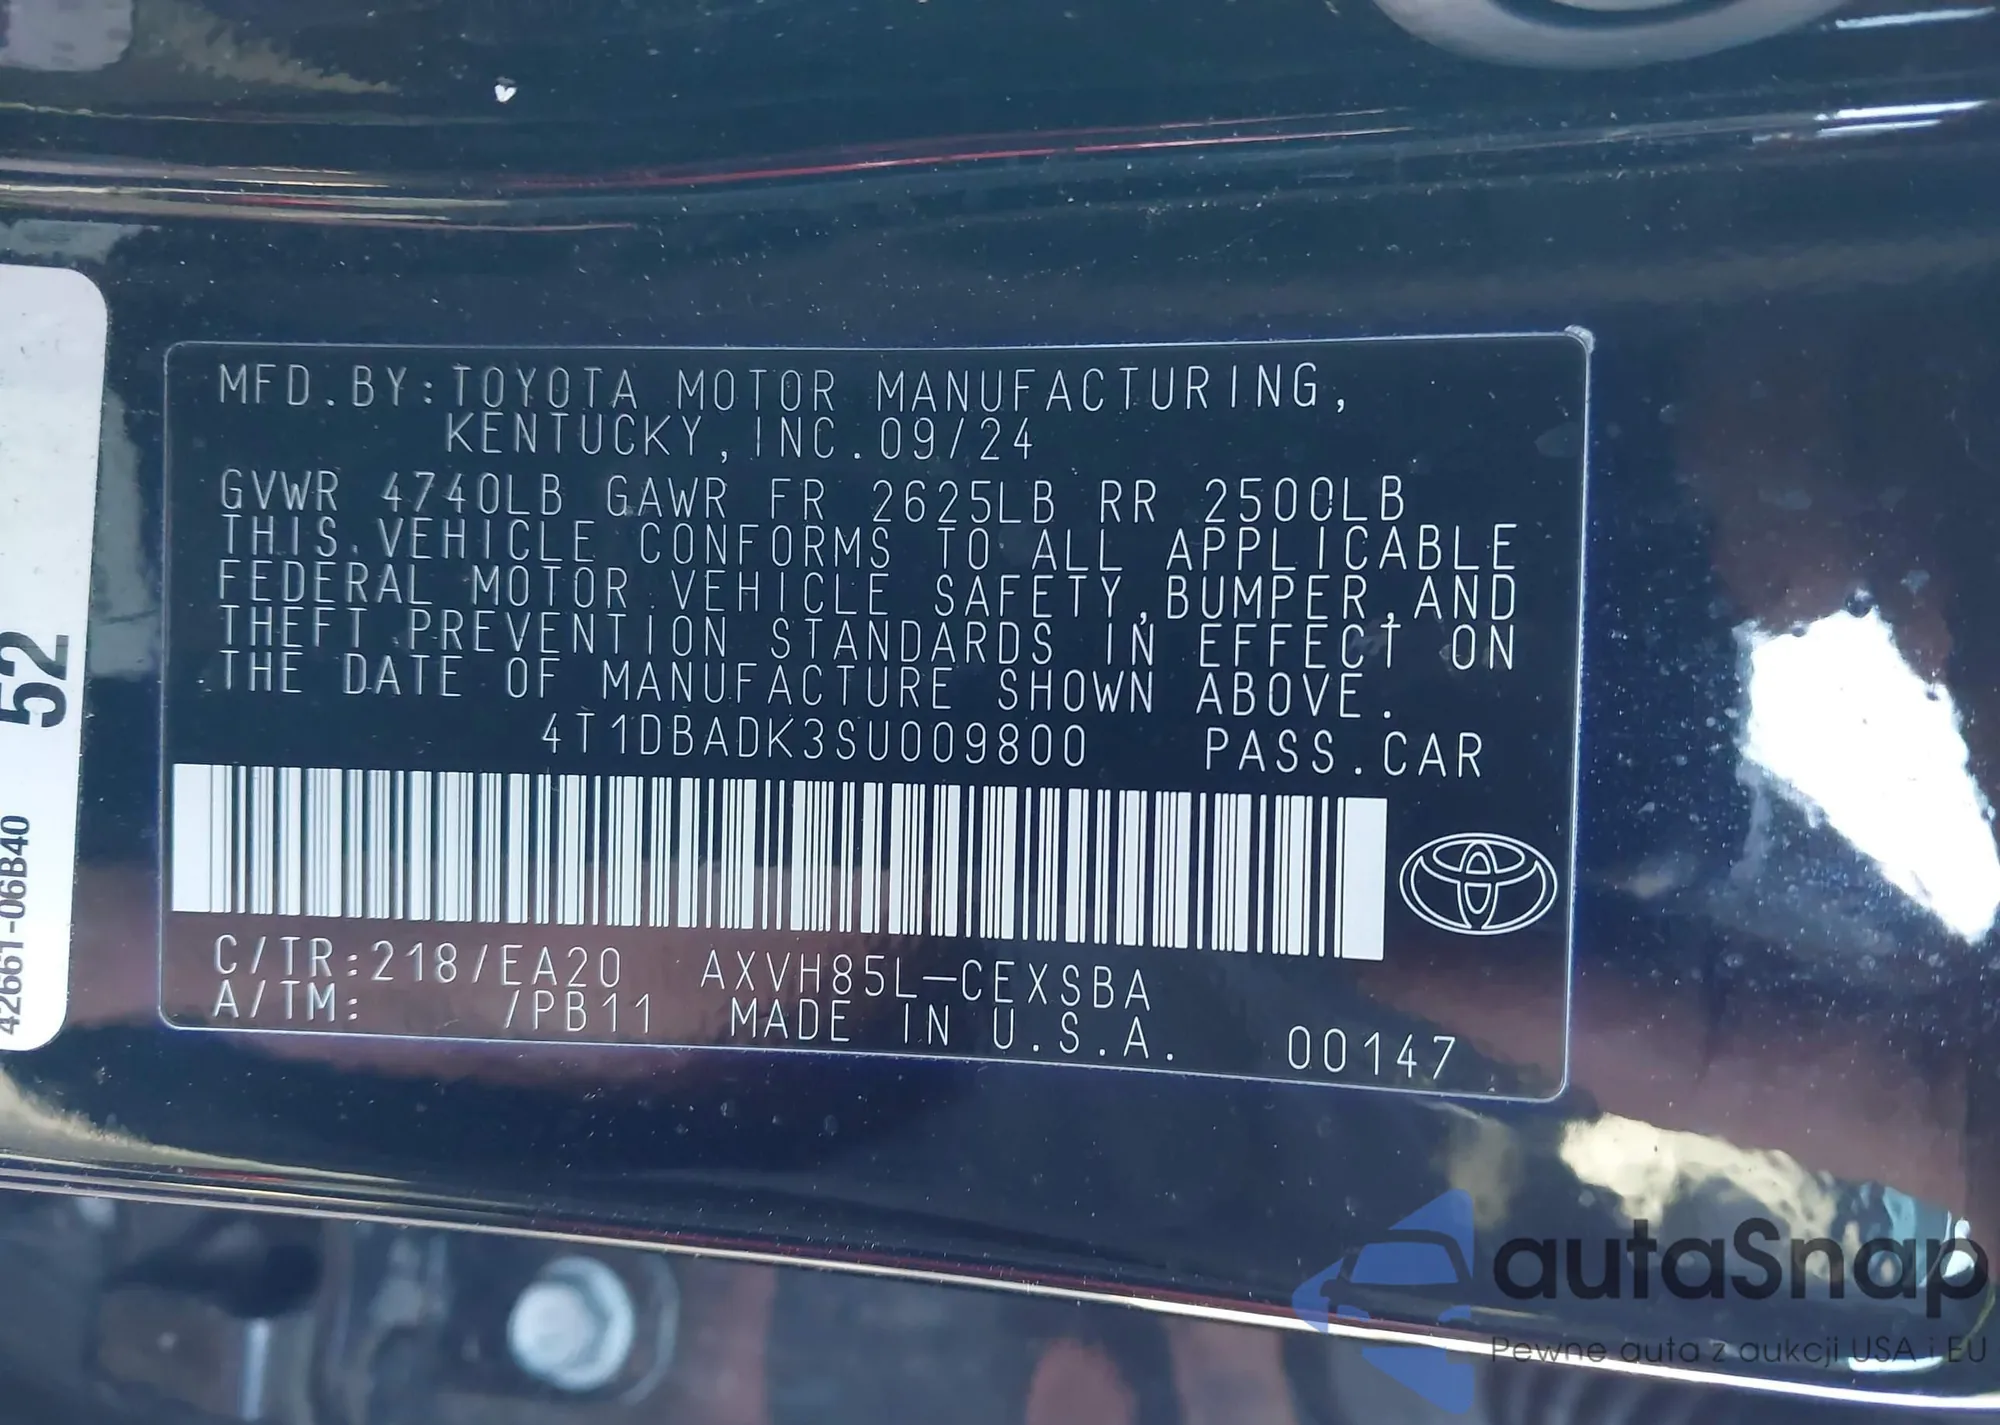 MFD.BY:TOYOTA MOTOR MANUFACTURING,
KENTUCKY,INC.09/24
GVWR 4740LB GAWR FR 2625LB RR 2500LB
THIS VEHICLE CONFORMS TO ALL APPLICABLE
FEDERAL MOTOR VEHICLE SAFETY,BUMPER,AND
THEFT PREVENTION STANDARDS IN EFFECT ON
THE DATE OF MANUFACTURE SHOWN ABOVE.
4T1DBADK3SU009800 PASS.CAR
C/TR:218/EA20 AXVH85L-CEXSBA
A/TM: /PB11 MADE IN U.S.A. 00147
52
42661-06B40
autaSnap
Pewne auta z aukcji USA i EU